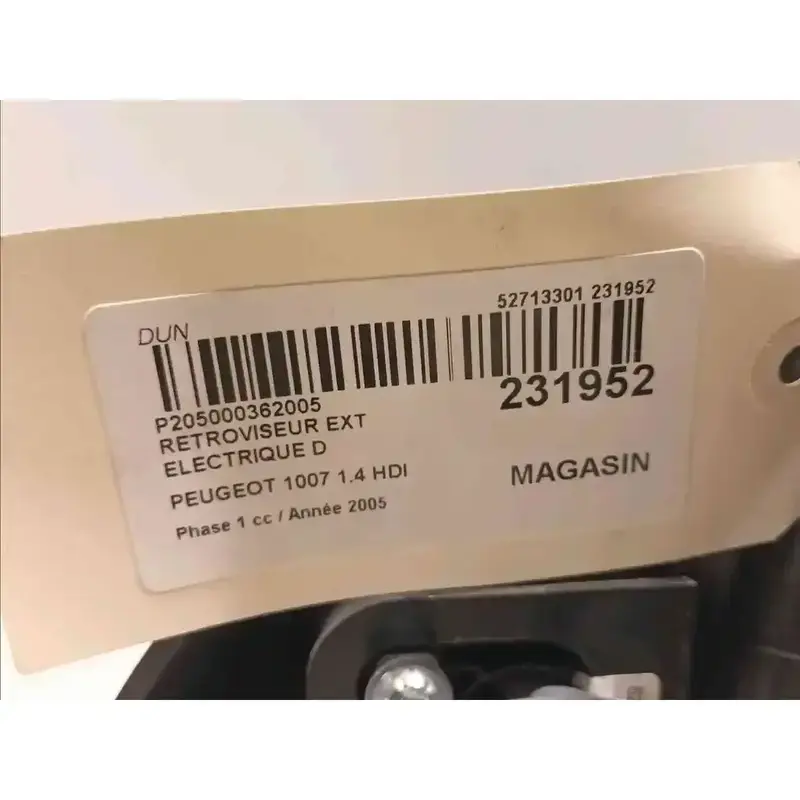 DUN
52713301 231952
P205000362005
231952
RETROVISEUR EXT
ELECTRIQUE D
MAGASIN
PEUGEOT 1007 1.4 HDI
Phase 1 cc / Année 2005